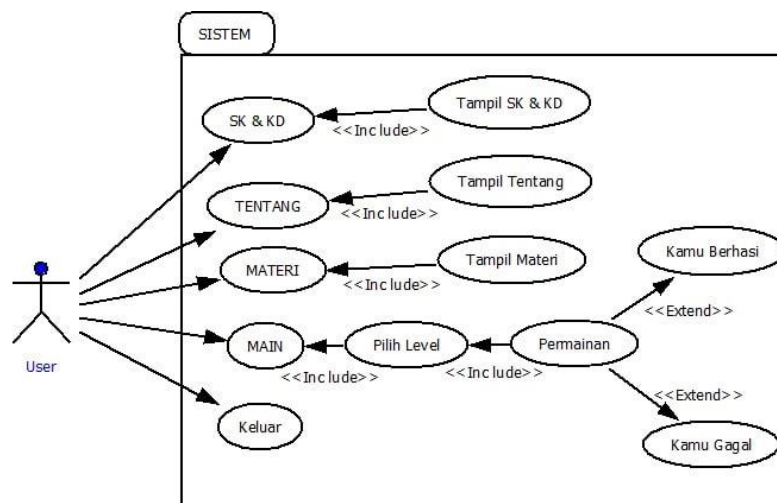 SISTEM
SK & KD
<<Include>>
Tampil SK & KD
TENTANG
<<Include>>
Tampil Tentang
MATERI
<<Include>>
Tampil Materi
MAIN
<<Include>>
Pilih Level
<<Include>>
Permainan
<<Extend>>
Kamu Berhasi
<<Extend>>
Kamu Gagal
Keluar
User